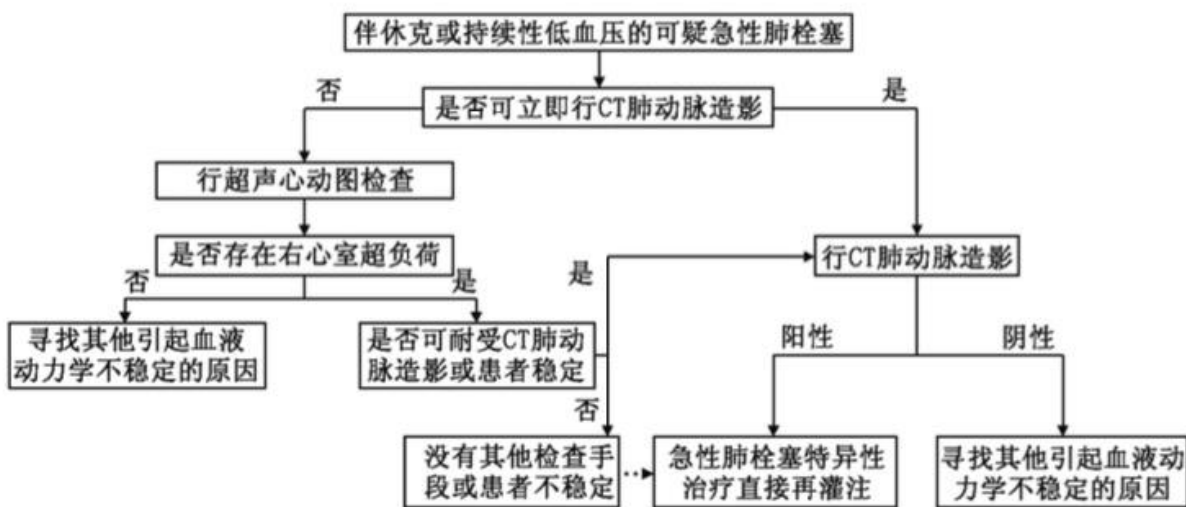 伴休克或持续性低血压的可疑急性肺栓塞
否
是
是否可立即行CT肺动脉造影
行超声心动图检查
是否存在右心室超负荷
行CT肺动脉造影
否
是
是
寻找其他引起血液
动力学不稳定的原因
是否可耐受CT肺动
脉造影或患者稳定
阳性
阴性
否
没有其他检查手
段或患者不稳定
急性肺栓塞特异性
治疗直接再灌注
寻找其他引起血液动
力学不稳定的原因